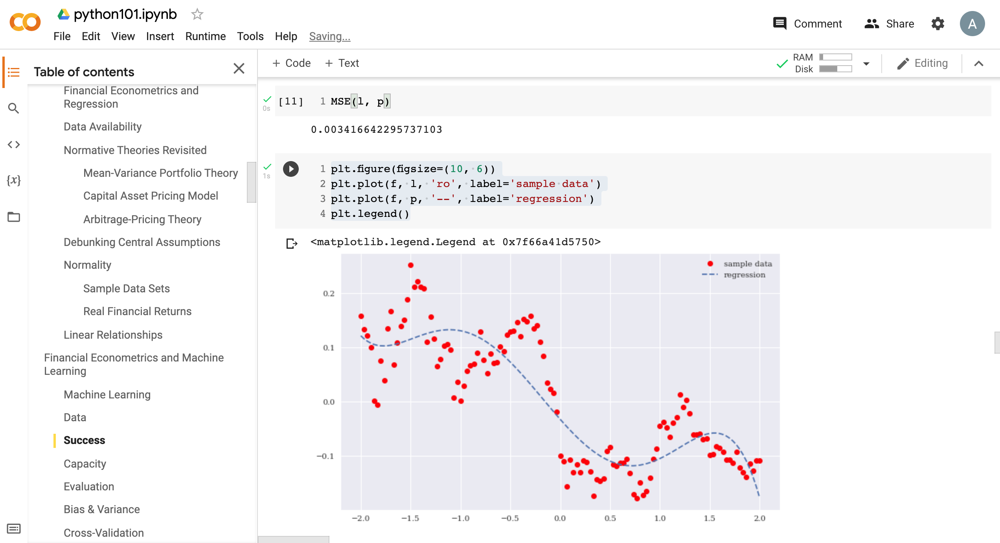 python101.ipynb
Comment
Share
A
File Edit View Insert Runtime Tools Help Saving...
Table of contents
Financial Econometrics and
Regression
Data Availability
Normative Theories Revisited
Mean-Variance Portfolio Theory
Capital Asset Pricing Model
Arbitrage-Pricing Theory
Debunking Central Assumptions
Normality
Sample Data Sets
Real Financial Returns
Linear Relationships
Financial Econometrics and Machine
Learning
Machine Learning
Data
Success
Capacity
Evaluation
Bias & Variance
Cross-Validation
+ Code + Text
RAM
Disk
Editing
0s
[11] 1 MSE(l, p)
0.003416642295737103
1s
1 plt.figure(figsize=(10, 6))
2 plt.plot(f, l, 'ro', label='sample data')
3 plt.plot(f, p, '--', label='regression')
4 plt.legend()
<matplotlib.legend.Legend at 0x7f66a41d5750>
sample data
regression
0.2
0.1
0.0
−0.1
−2.0 −1.5 −1.0 −0.5 0.0 0.5 1.0 1.5 2.0